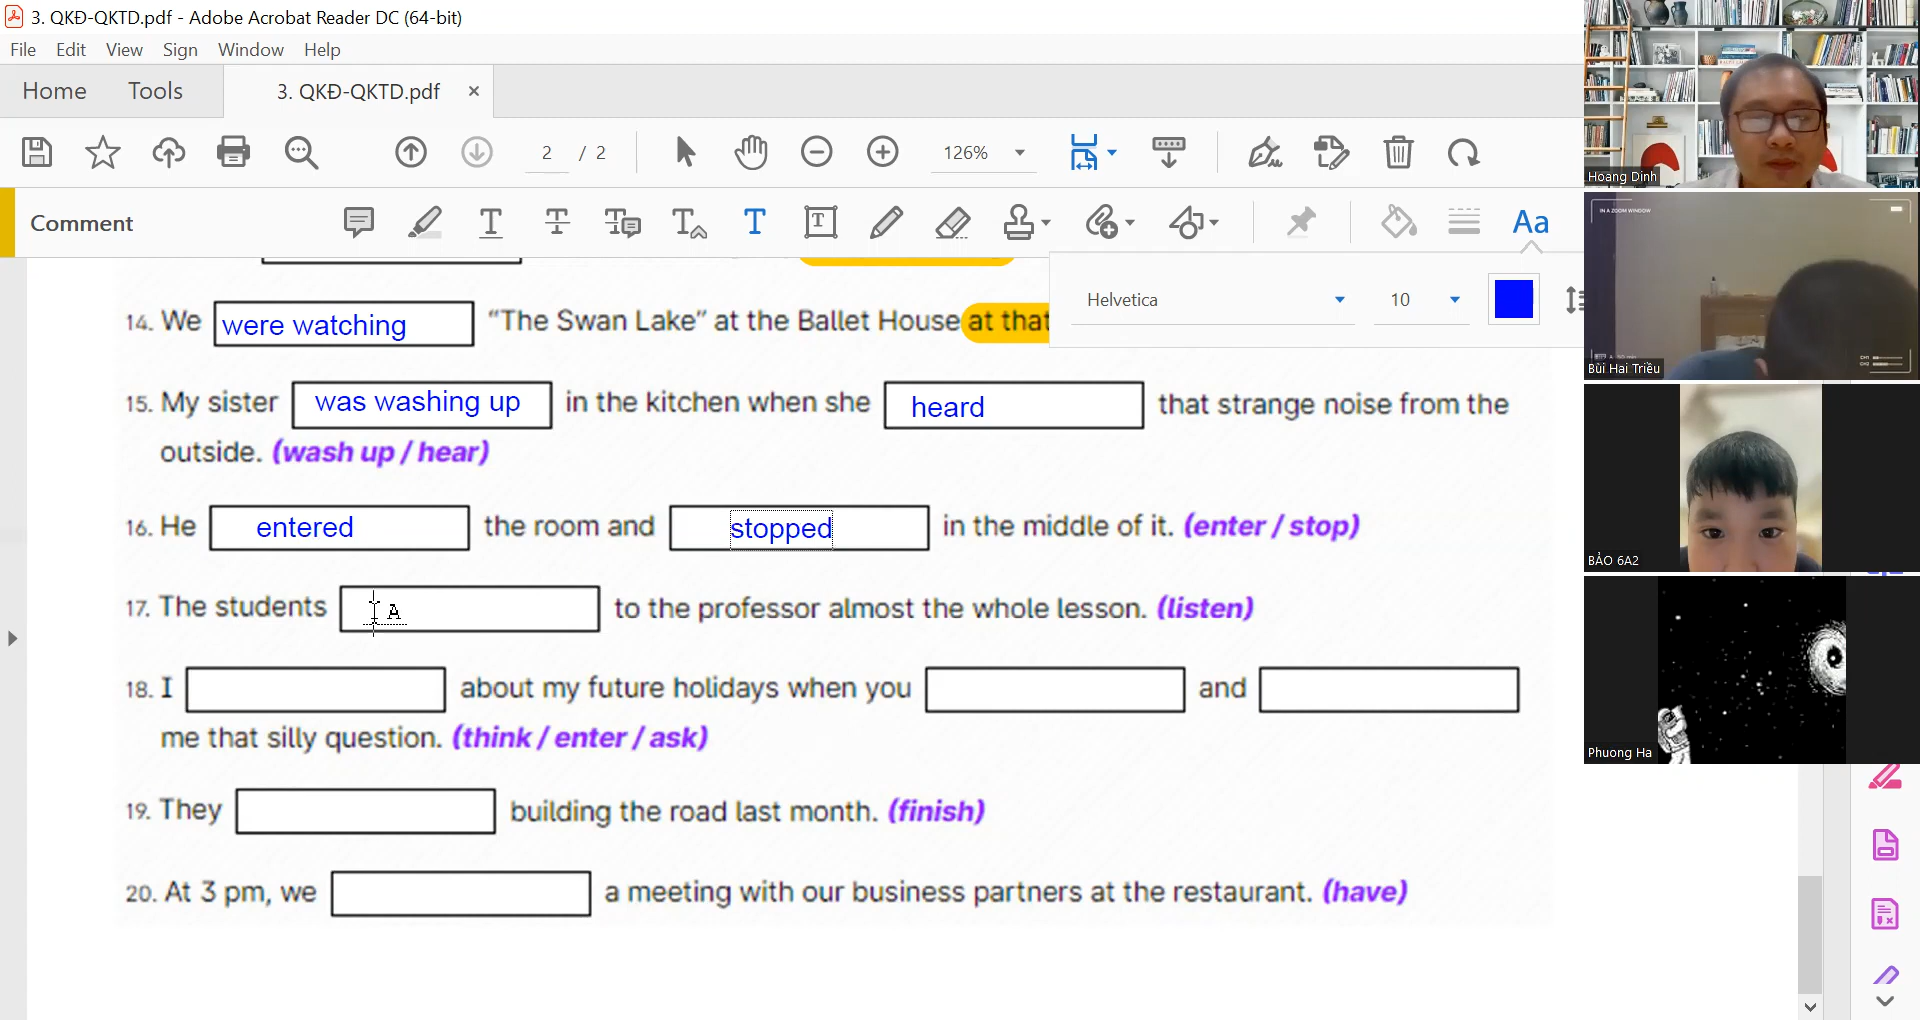 3. QKĐ-QKTD.pdf - Adobe Acrobat Reader DC (64-bit)
File Edit View Sign Window Help
Home Tools 3. QKĐ-QKTD.pdf ×
2 / 2 126%
Comment
Aa
Helvetica 10
14. We were watching “The Swan Lake” at the Ballet House at that
15. My sister was washing up in the kitchen when she heard that strange noise from the
outside. (wash up / hear)
16. He entered the room and stopped in the middle of it. (enter / stop)
17. The students to the professor almost the whole lesson. (listen)
18. I about my future holidays when you and
me that silly question. (think / enter / ask)
19. They building the road last month. (finish)
20. At 3 pm, we a meeting with our business partners at the restaurant. (have)
Hoang Dinh
IN A ZOOM WINDOW
Bùi Hai Triều
BẢO 6A2
Phuong Ha